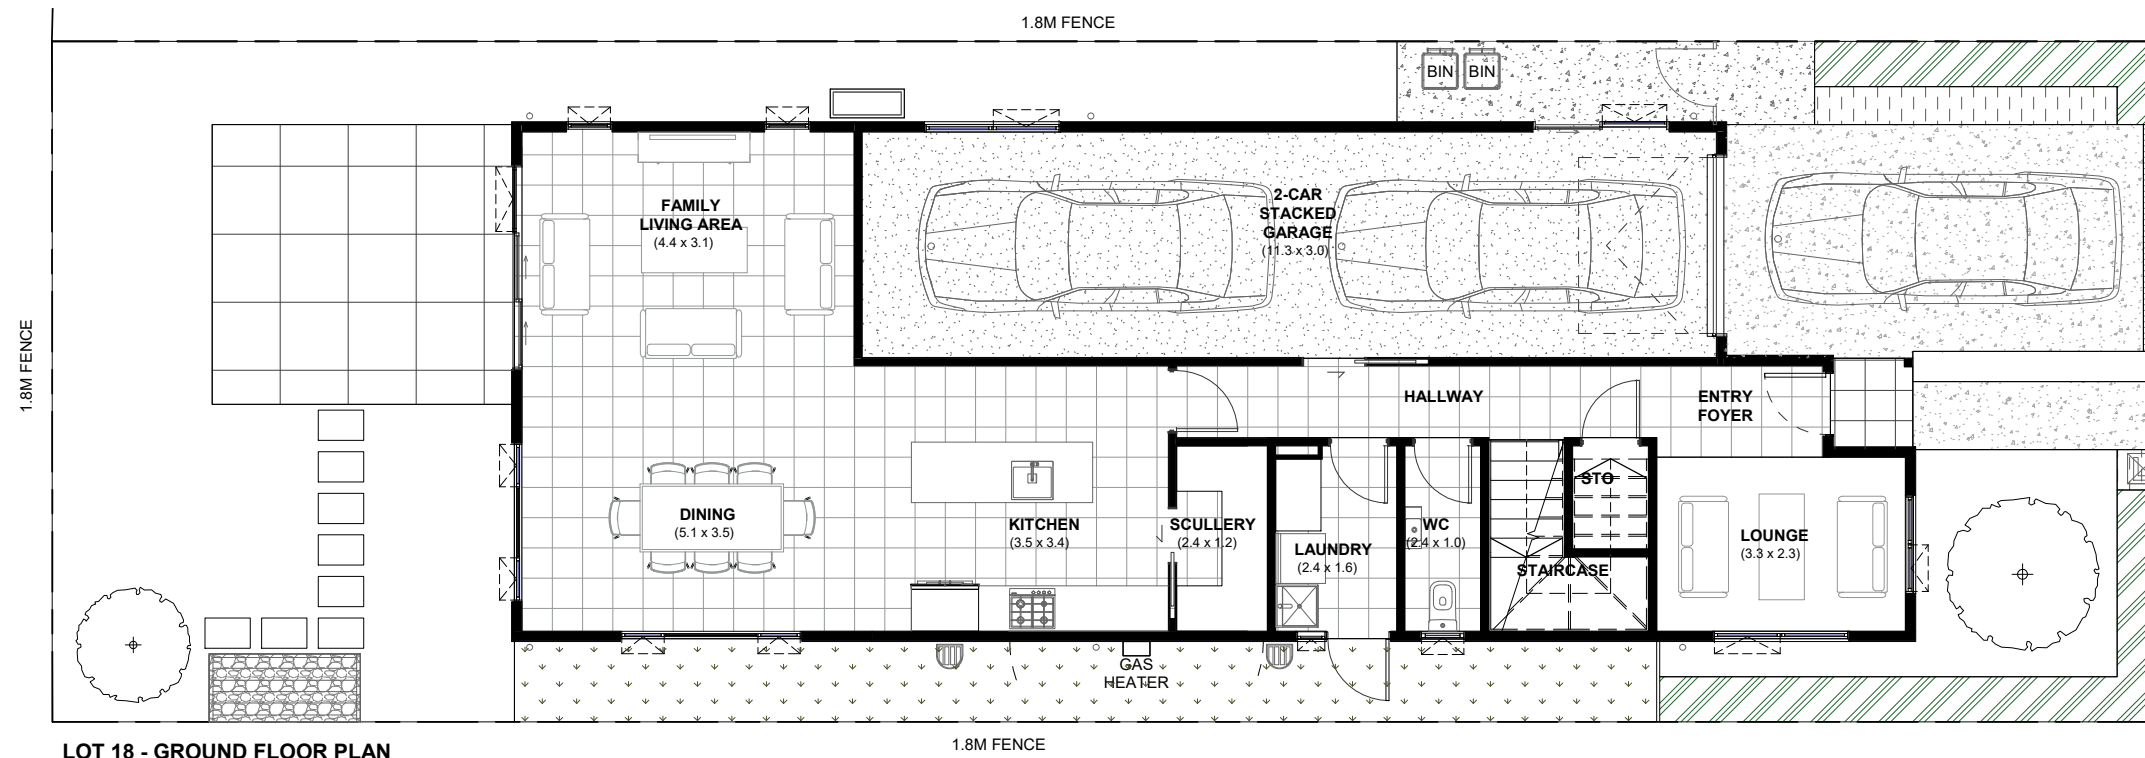 1.8M FENCE
BIN BIN
1.8M FENCE
FAMILY
LIVING AREA
(4.4 x 3.1)
2-CAR
STACKED
GARAGE
(11.3 x 3.0)
HALLWAY
ENTRY
FOYER
DINING
(5.1 x 3.5)
KITCHEN
(3.5 x 3.4)
SCULLERY
(2.4 x 1.2)
LAUNDRY
(2.4 x 1.6)
WC
(2.4 x 1.0)
STO
STAIRCASE
LOUNGE
(3.3 x 2.3)
GAS
HEATER
1.8M FENCE
LOT 18 - GROUND FLOOR PLAN